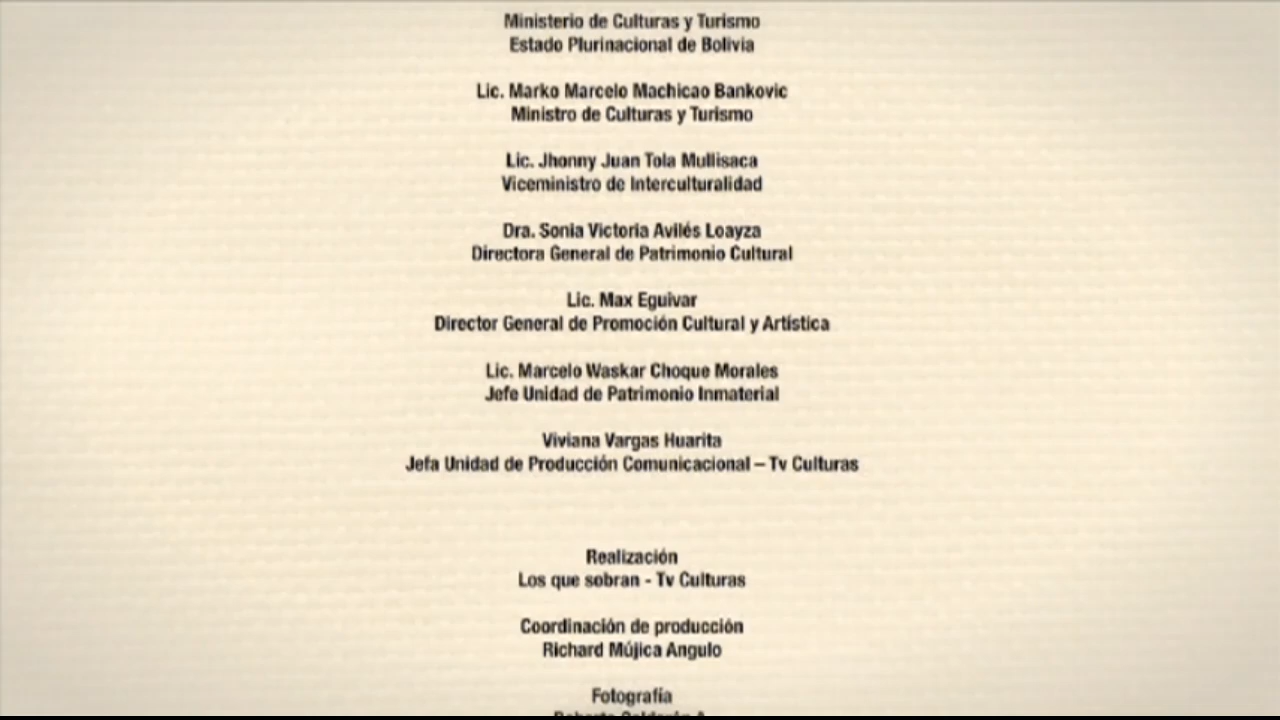 Ministerio de Culturas y Turismo
Estado Plurinacional de Bolivia
Lic. Marko Marcelo Machicao Bankovic
Ministro de Culturas y Turismo
Lic. Jhonny Juan Tola Mullisaca
Viceministro de Interculturalidad
Dra. Sonia Victoria Avilés Loayza
Directora General de Patrimonio Cultural
Lic. Max Eguivar
Director General de Promoción Cultural y Artística
Lic. Marcelo Waskar Choque Morales
Jefe Unidad de Patrimonio Inmaterial
Viviana Vargas Huarita
Jefa Unidad de Producción Comunicacional – Tv Culturas
Realización
Los que sobran - Tv Culturas
Coordinación de producción
Richard Mújica Angulo
Fotografía